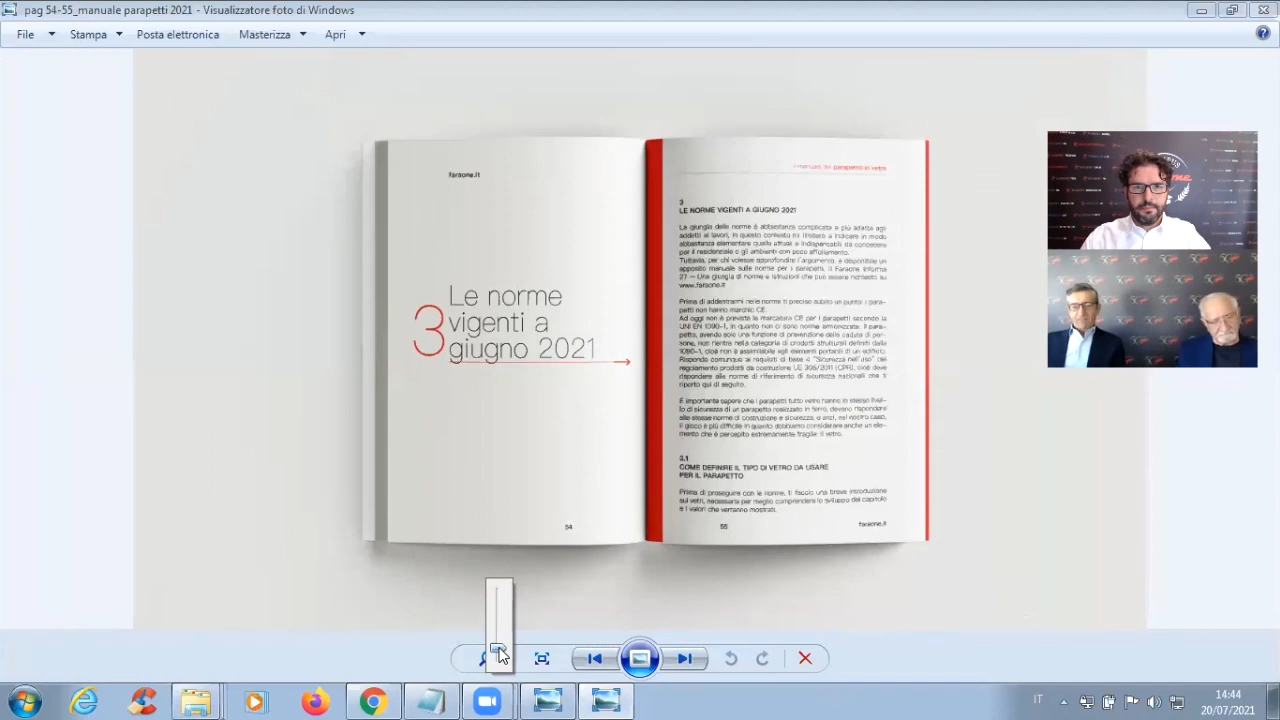 pag 54-55_manuale parapetti 2021 - Visualizzatore foto di Windows
File Stampa Posta elettronica Masterizza Apri
faraone.it
3
Le norme
vigenti a
giugno 2021
54
il manuale del parapetto in vetro
3
LE NORME VIGENTI A GIUGNO 2021
La giungla delle norme è abbastanza complicata e più adatta agli
addetti ai lavori, in questo contesto mi limiterò a indicare in modo
abbastanza elementare quelle attuali e indispensabili da conoscere
per il residenziale o gli ambienti con poco affollamento.
Tuttavia, per chi volesse approfondire l'argomento, è disponibile un
apposito manuale sulle norme per i parapetti, il Faraone Informa
27 – Una giungla di norme e istruzioni che può essere richiesto su
www.faraone.it
Prima di addentrarmi nelle norme ti preciso subito un punto: i para-
petti non hanno marchio CE.
Ad oggi non è prevista la marcatura CE per i parapetti secondo la
UNI EN 1090-1, in quanto non ci sono norme armonizzate. Il para-
petto, avendo solo una funzione di prevenzione delle caduta di per-
sone, non rientra nella categoria di prodotti strutturali definiti dalla
1090-1, cioè non è assimilabile agli elementi portanti di un edificio.
Risponde comunque ai requisiti di base 4 "Sicurezza nell'uso" del
regolamento prodotti da costruzione UE 305/2011 (CPR), cioè deve
rispondere alle norme di riferimento di sicurezza nazionali che ti
riporto qui di seguito.
È importante sapere che i parapetti tutto vetro hanno lo stesso livel-
lo di sicurezza di un parapetto realizzato in ferro, devono rispondere
alle stesse norme di costruzione e sicurezza, e anzi, nel nostro caso,
il gioco è più difficile in quanto dobbiamo considerare anche un ele-
mento che è percepito estremamente fragile: il vetro.
3.1
COME DEFINIRE IL TIPO DI VETRO DA USARE
PER IL PARAPETTO
Prima di proseguire con le norme, ti faccio una breve introduzione
sui vetri, necessaria per meglio comprendere lo sviluppo del capitolo
e i valori che verranno mostrati.
55
faraone.it
IT
14:44
20/07/2021